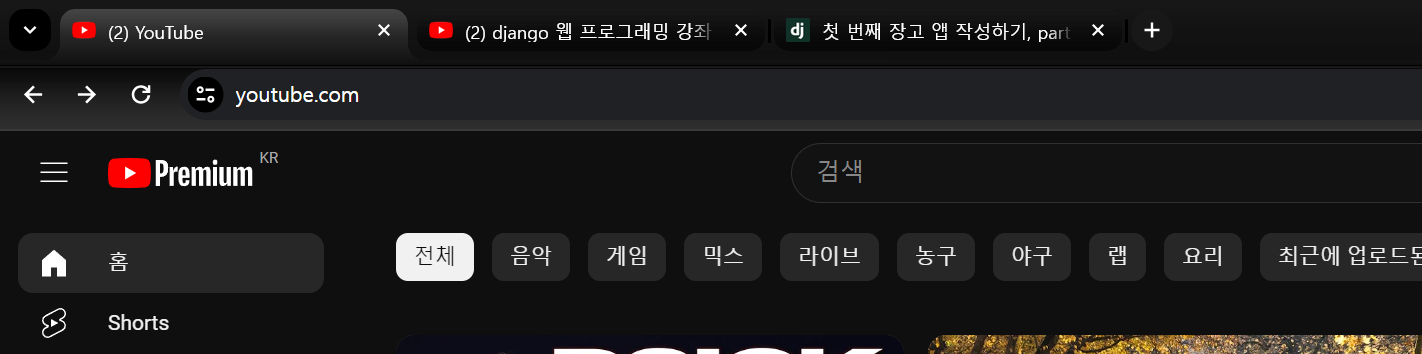 (2) YouTube
(2) django 웹 프로그래밍 강좌
dj 첫 번째 장고 앱 작성하기, part
youtube.com
Premium KR
검색
전체 음악 게임 믹스 라이브 농구 야구 랩 요리 최근에 업로드된
홈
Shorts